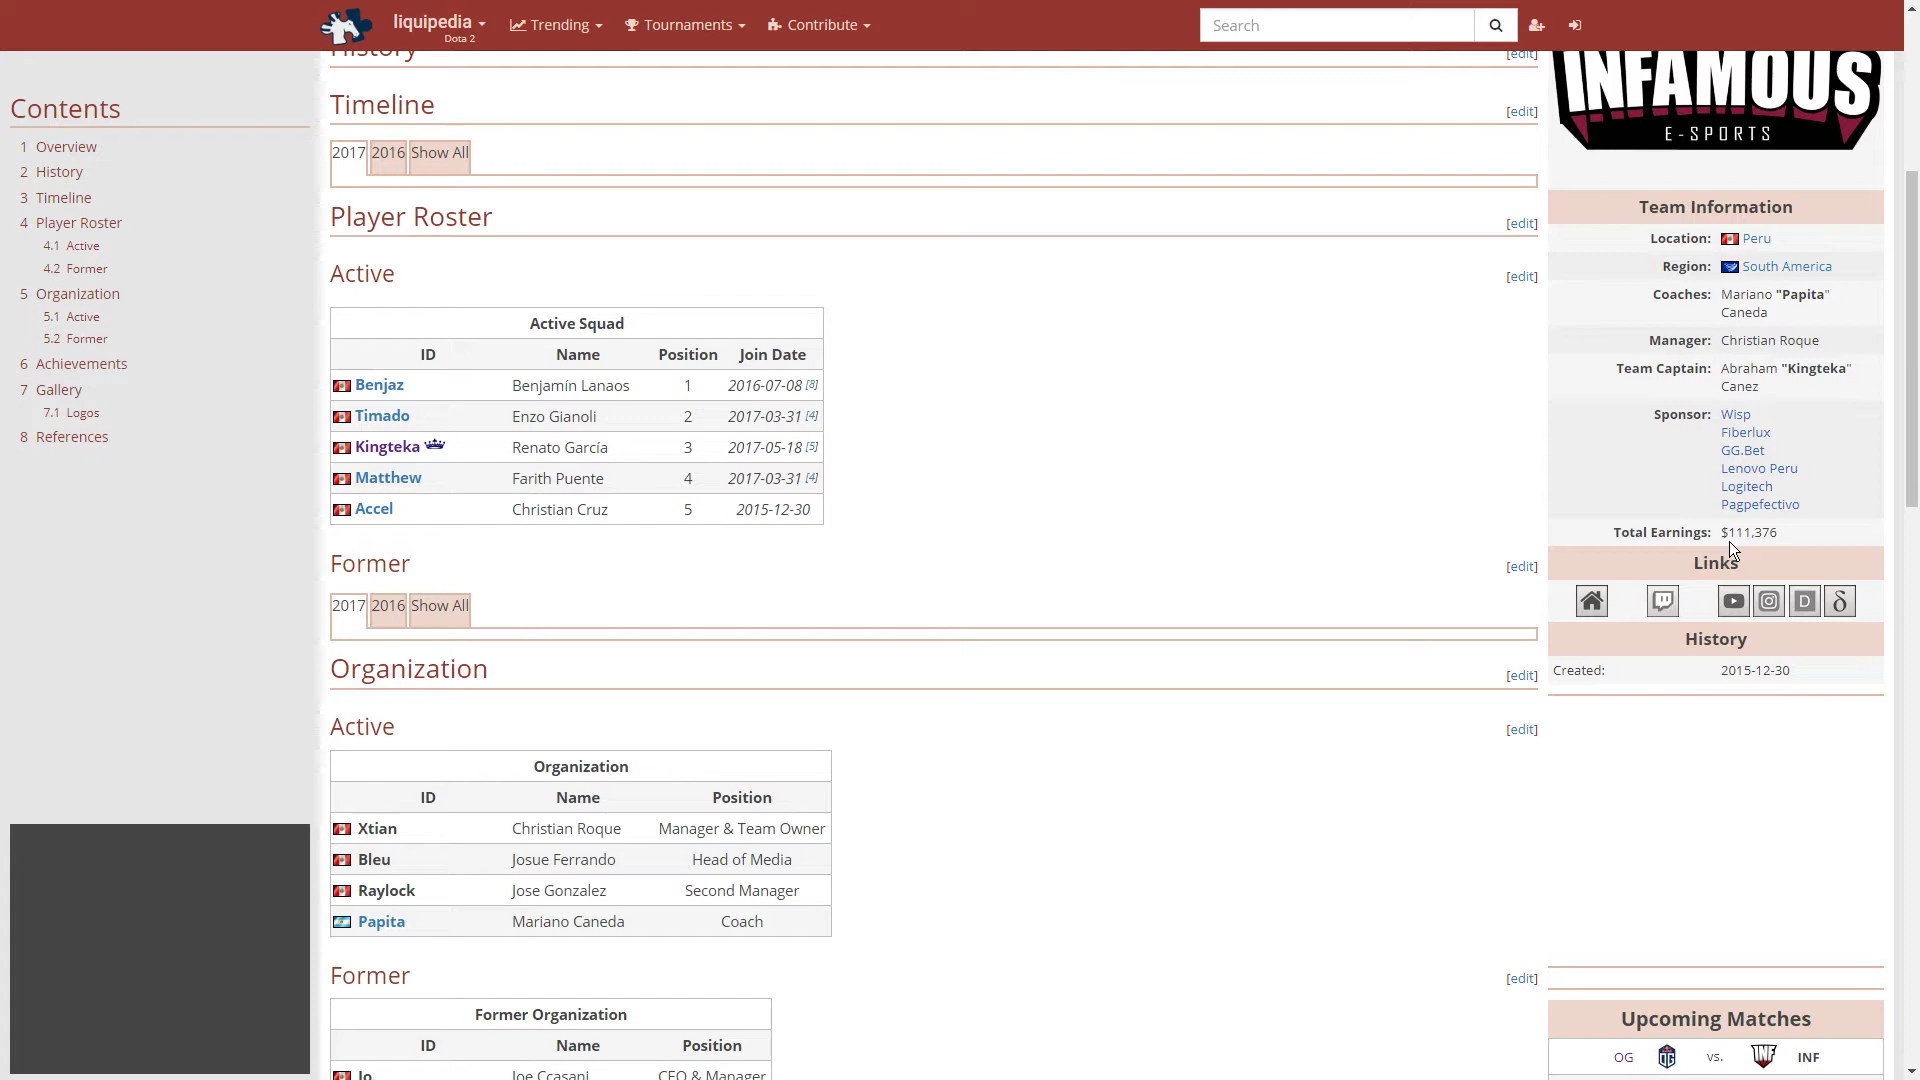 liquipedia
Dota 2
Trending
Tournaments
Contribute
Search
Contents
1 Overview
2 History
3 Timeline
4 Player Roster
4.1 Active
4.2 Former
5 Organization
5.1 Active
5.2 Former
6 Achievements
7 Gallery
7.1 Logos
8 References
History [edit]
Timeline [edit]
2017 2016 Show All
Player Roster [edit]
Active [edit]
Active Squad
ID Name Position Join Date
Benjaz Benjamín Lanaos 1 2016-07-08 [8]
Timado Enzo Gianoli 2 2017-03-31 [4]
Kingteka Renato García 3 2017-05-18 [5]
Matthew Farith Puente 4 2017-03-31 [4]
Accel Christian Cruz 5 2015-12-30
Former [edit]
2017 2016 Show All
Organization [edit]
Active [edit]
Organization
ID Name Position
Xtian Christian Roque Manager & Team Owner
Bleu Josue Ferrando Head of Media
Raylock Jose Gonzalez Second Manager
Papita Mariano Caneda Coach
Former [edit]
Former Organization
ID Name Position
Jo. Joe Ccasani CEO & Manager
INFAMOUS
E-SPORTS
Team Information
Location: Peru
Region: South America
Coaches: Mariano "Papita"
Caneda
Manager: Christian Roque
Team Captain: Abraham "Kingteka"
Canez
Sponsor: Wisp
Fiberlux
GG.Bet
Lenovo Peru
Logitech
Pagpefectivo
Total Earnings: $111,376
Links
D δ
History
Created: 2015-12-30
Upcoming Matches
OG vs. INF INF